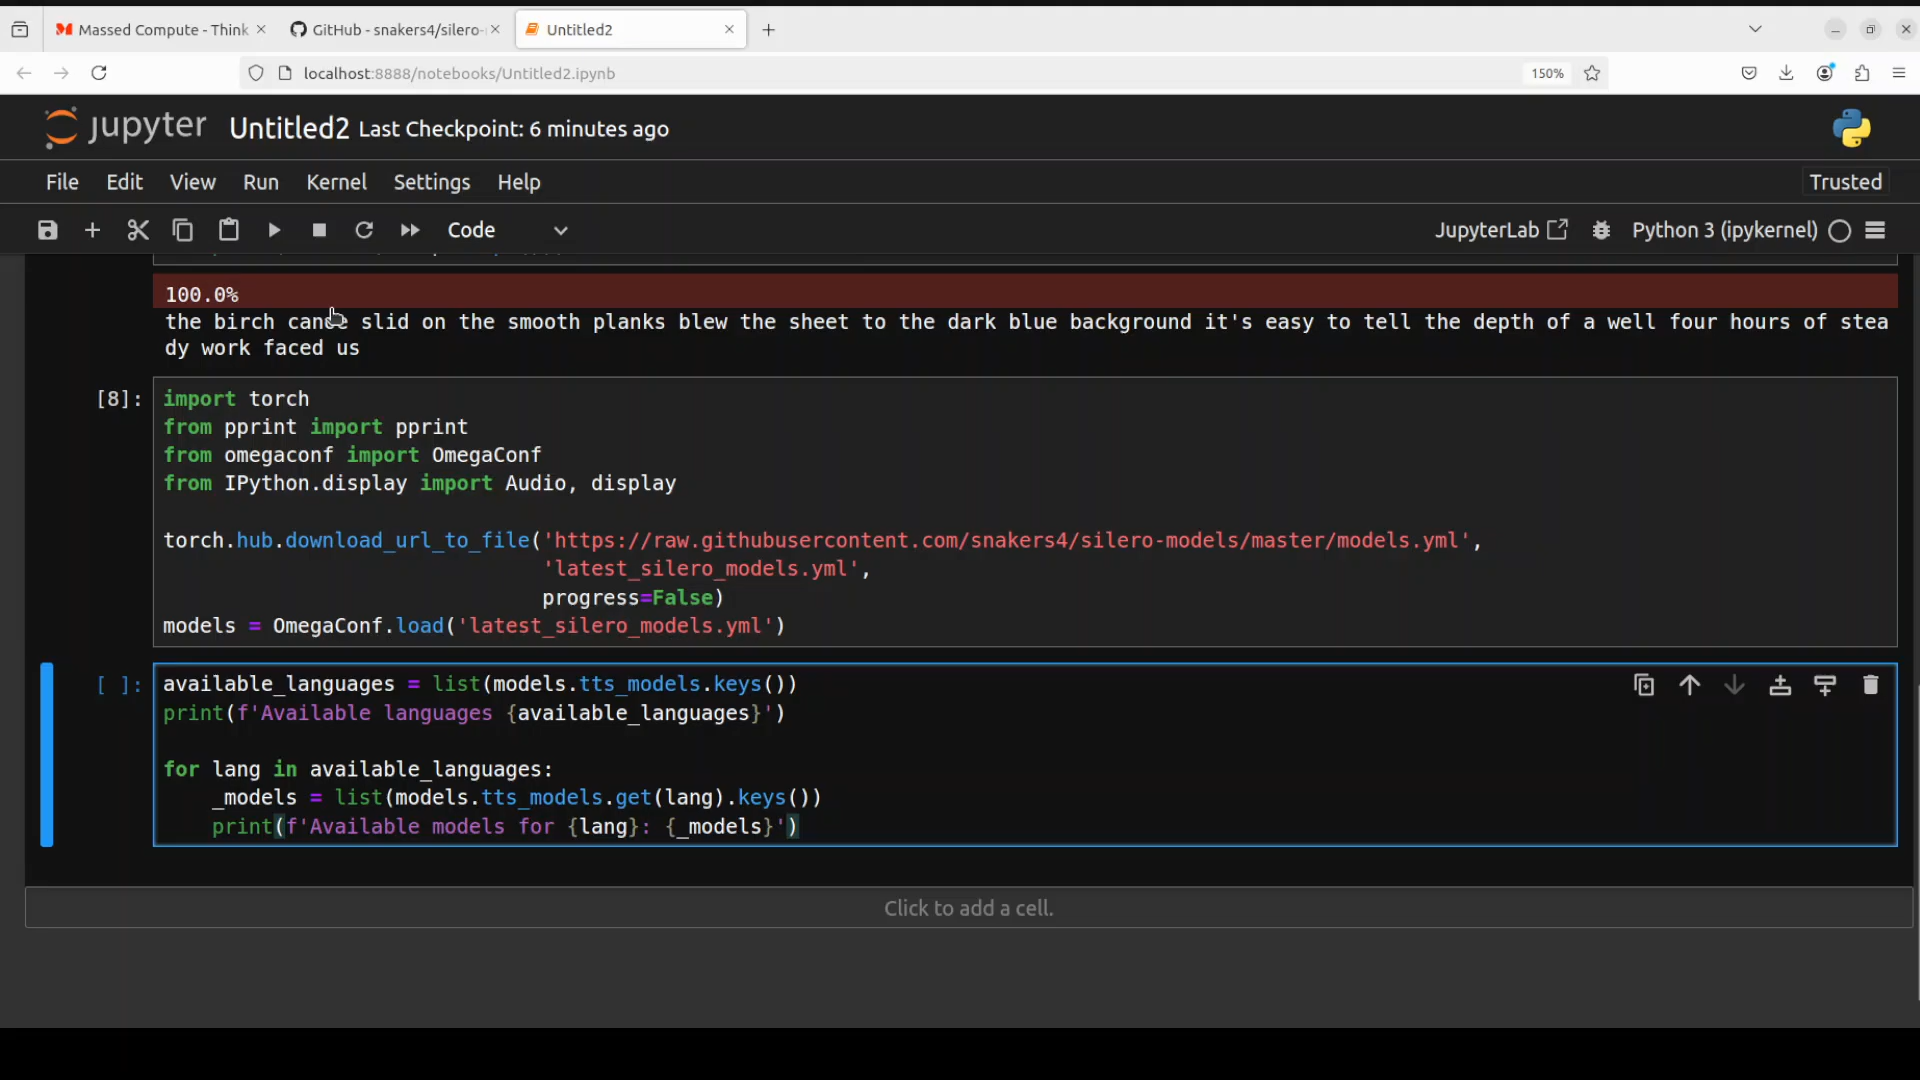 Massed Compute - Think
GitHub - snakers4/silero-
Untitled2
localhost:8888/notebooks/Untitled2.ipynb
150%
jupyter Untitled2 Last Checkpoint: 6 minutes ago
File Edit View Run Kernel Settings Help
Trusted
Code
JupyterLab
Python 3 (ipykernel)
100.0%
the birch canoe slid on the smooth planks blew the sheet to the dark blue background it's easy to tell the depth of a well four hours of stea
dy work faced us
[8]:
import torch
from pprint import pprint
from omegaconf import OmegaConf
from IPython.display import Audio, display
torch.hub.download_url_to_file('https://raw.githubusercontent.com/snakers4/silero-models/master/models.yml',
'latest_silero_models.yml',
progress=False)
models = OmegaConf.load('latest_silero_models.yml')
[ ]:
available_languages = list(models.tts_models.keys())
print(f'Available languages {available_languages}')
for lang in available_languages:
_models = list(models.tts_models.get(lang).keys())
print(f'Available models for {lang}: {_models}')
Click to add a cell.